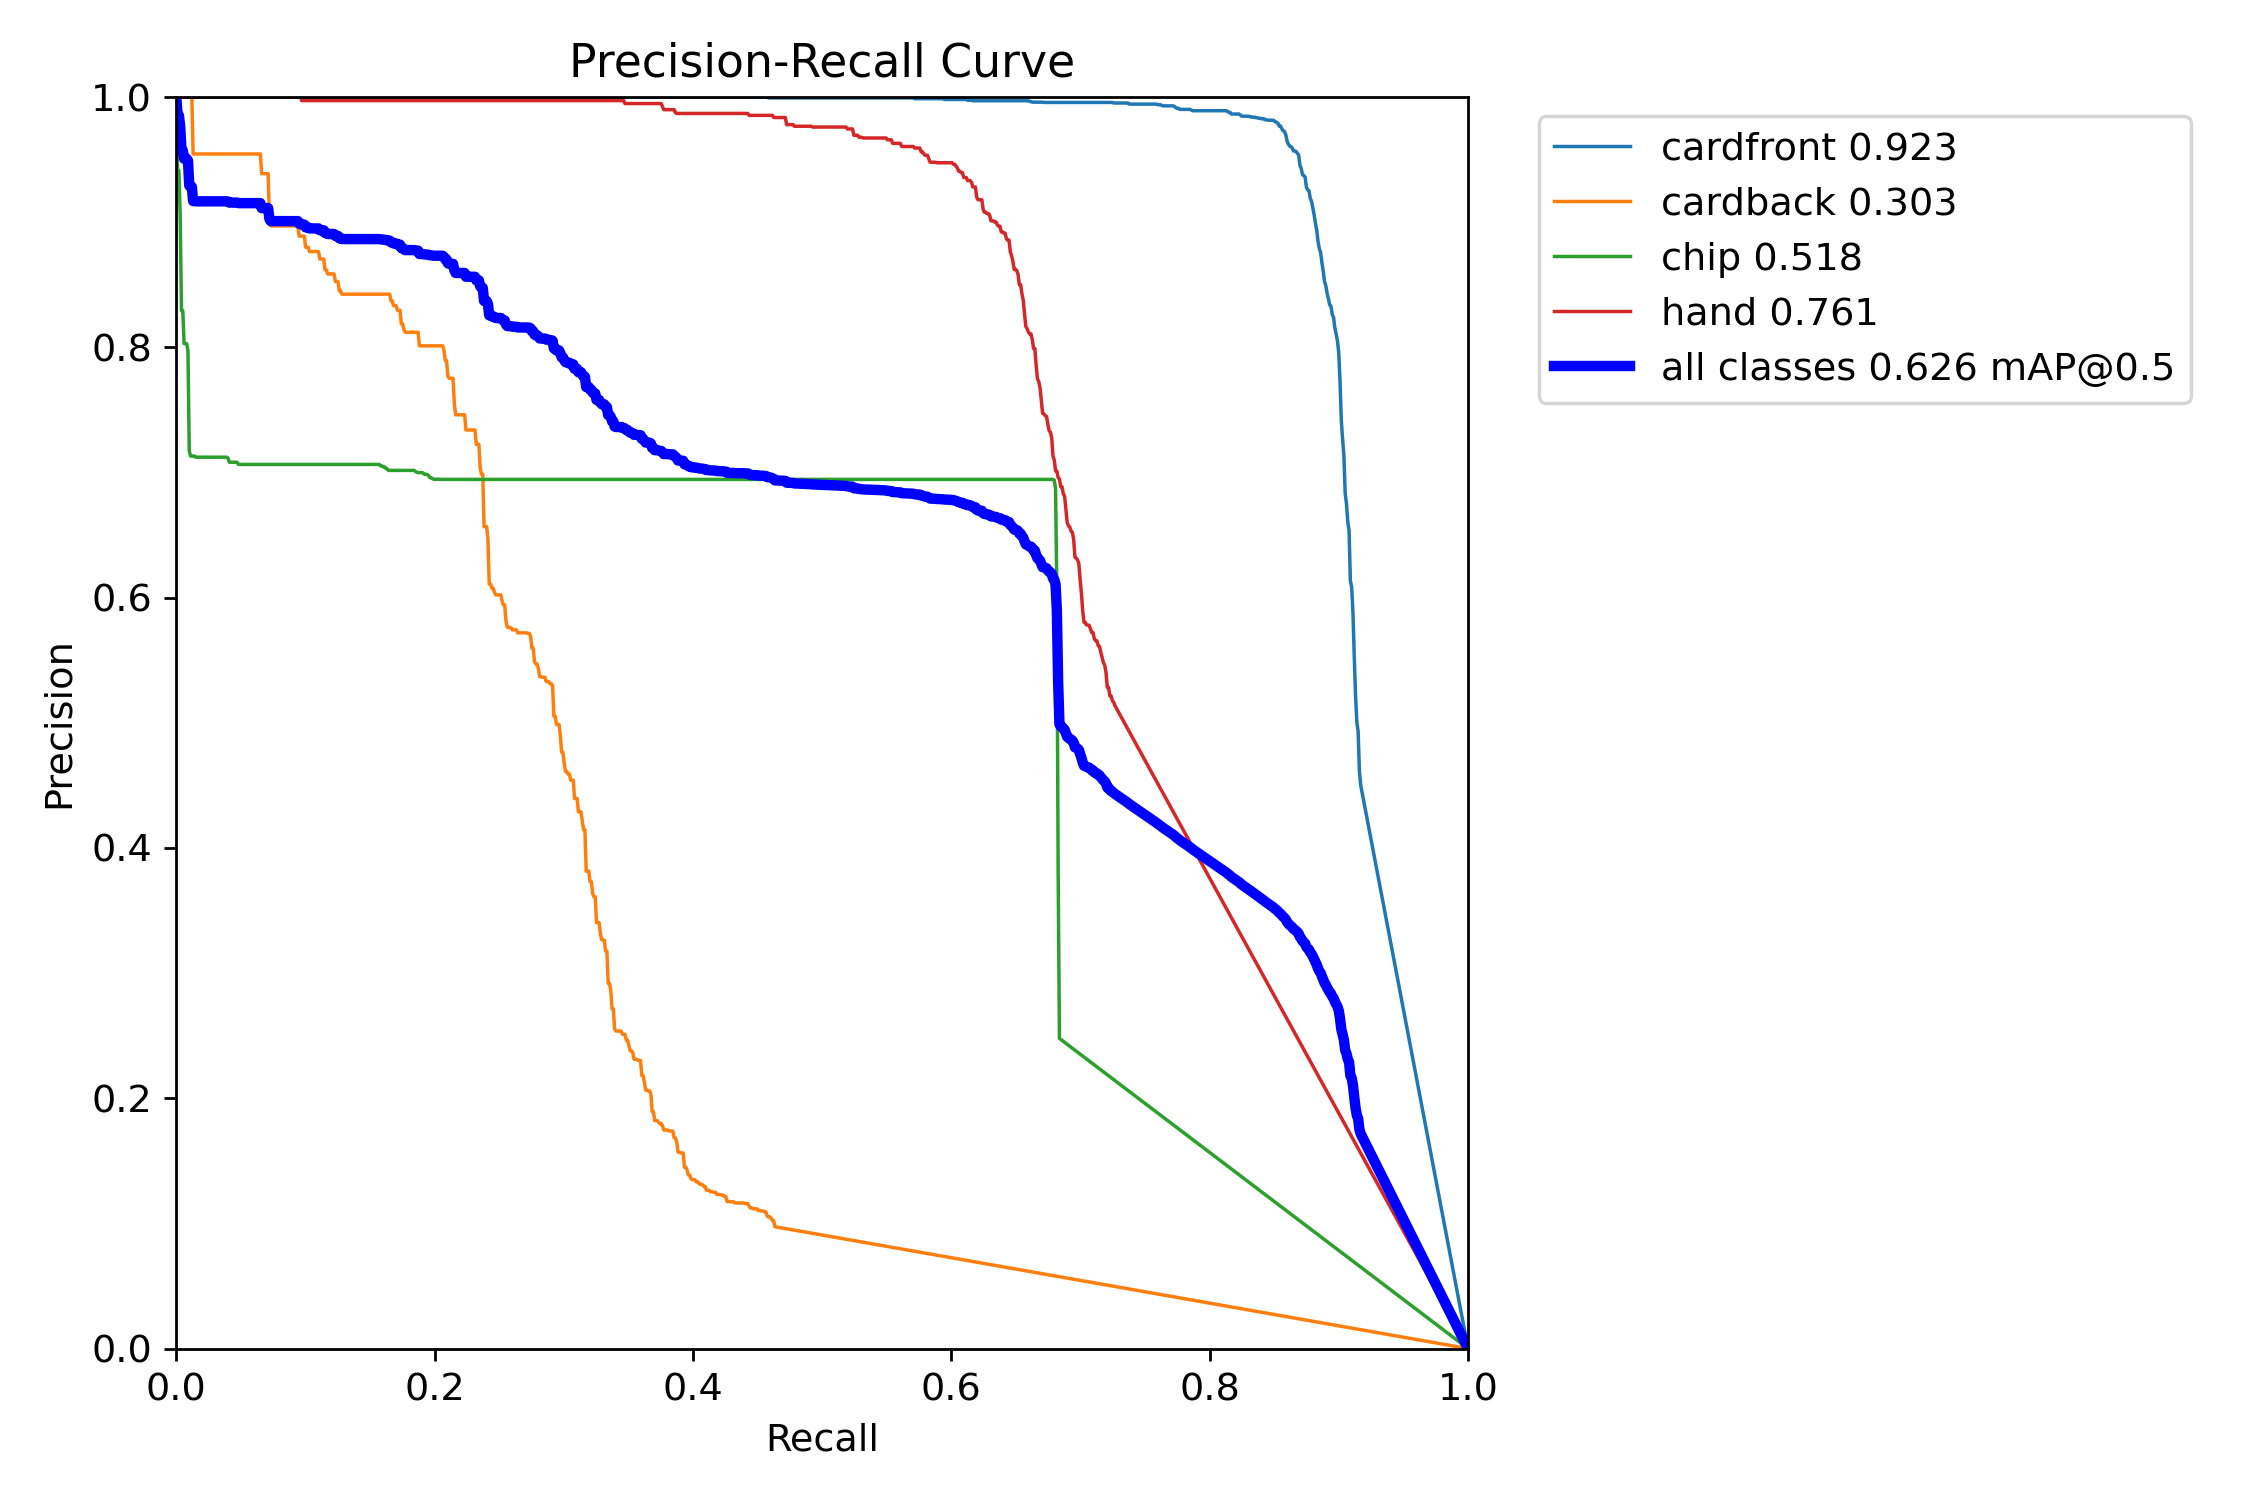 Precision-Recall Curve
1.0
0.8
0.6
0.4
0.2
0.0
Precision
0.0 0.2 0.4 0.6 0.8 1.0
Recall
cardfront 0.923
cardback 0.303
chip 0.518
hand 0.761
all classes 0.626 mAP@0.5